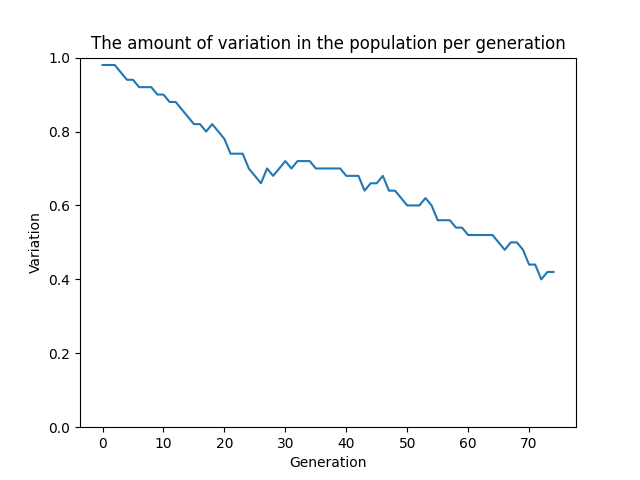 The amount of variation in the population per generation
1.0
0.8
0.6
0.4
0.2
0.0
Variation
0 10 20 30 40 50 60 70
Generation